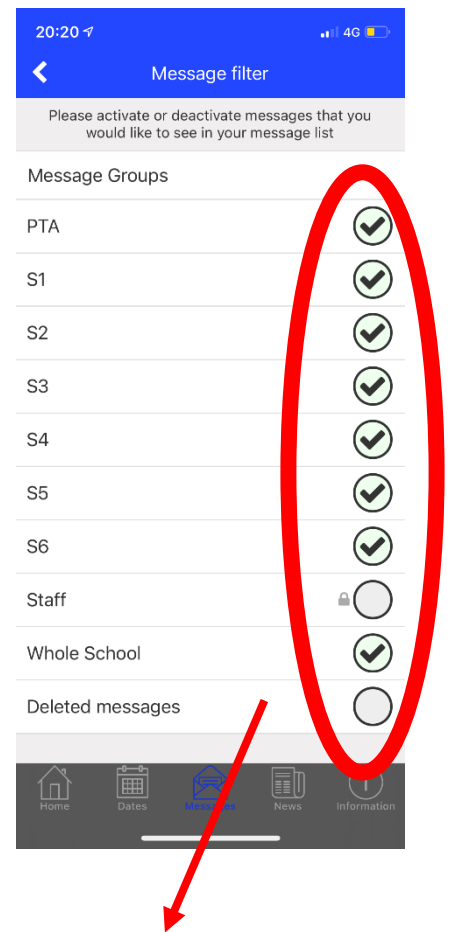 20:20
4G
Message filter
Please activate or deactivate messages that you
would like to see in your message list
Message Groups
PTA
S1
S2
S3
S4
S5
S6
Staff
Whole School
Deleted messages
Home Dates Messages News Information